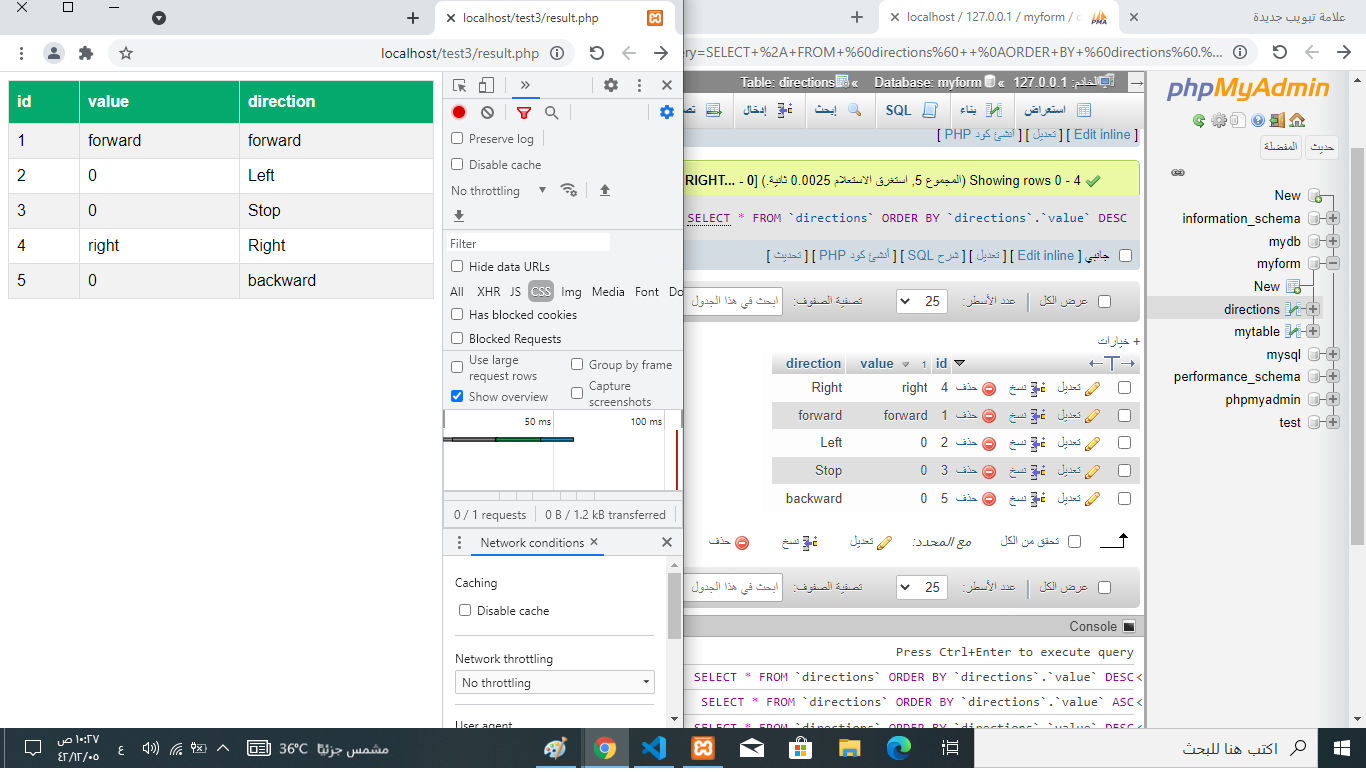 localhost/test3/result.php
localhost/test3/result.php
id value direction
1 forward forward
2 0 Left
3 0 Stop
4 right Right
5 0 backward
Preserve log
Disable cache
No throttling
Filter
Hide data URLs
All XHR JS CSS Img Media Font Do
Has blocked cookies
Blocked Requests
Use large request rows
Group by frame
Show overview
Capture screenshots
50 ms 100 ms
0 / 1 requests 0 B / 1.2 kB transferred
Network conditions
Caching
Disable cache
Network throttling
No throttling
User agent
علامة تبويب جديدة
localhost / 127.0.0.1 / myform /
PMA
ry=SELECT+%2A+FROM+%60directions%60++%0AORDER+BY+%60directions%60.%...
الخادم: 127.0.0.1 » Database: myform » Table: directions
استعراض بناء SQL إبحث إدخال تصد
[ Edit inline ] [ تعديل ] [ أنشئ كود PHP ]
Showing rows 0 - 4 (المجموع 5, استغرق الاستعلام 0.0025 ثانية.) [RIGHT... - 0
SELECT * FROM `directions` ORDER BY `directions`.`value` DESC
جانبي [ Edit inline ] [ تعديل ] [ شرح SQL ] [ أنشئ كود PHP ] [ تحديث ]
عرض الكل عدد الأسطر: 25 تصفية الصفوف: ابحث في هذا الجدول
+ خيارات
id 1 value direction
تعديل نسخ حذف 4 right Right
تعديل نسخ حذف 1 forward forward
تعديل نسخ حذف 2 0 Left
تعديل نسخ حذف 3 0 Stop
تعديل نسخ حذف 5 0 backward
تحقق من الكل مع المحدد: تعديل نسخ حذف
عرض الكل عدد الأسطر: 25 تصفية الصفوف: ابحث في هذا الجدول
Console
Press Ctrl+Enter to execute query
SELECT * FROM `directions` ORDER BY `directions`.`value` DESC<
SELECT * FROM `directions` ORDER BY `directions`.`value` ASC<
SELECT * FROM `directions` ORDER BY `directions`.`value` DESC<
phpMyAdmin
حديث المفضلة
New
information_schema
mydb
myform
New
directions
mytable
mysql
performance_schema
phpmyadmin
test
اكتب هنا للبحث
36°C مشمس جزئيًا
ع
١٠:٢٧ ص
٤٢/١٢/٠٥